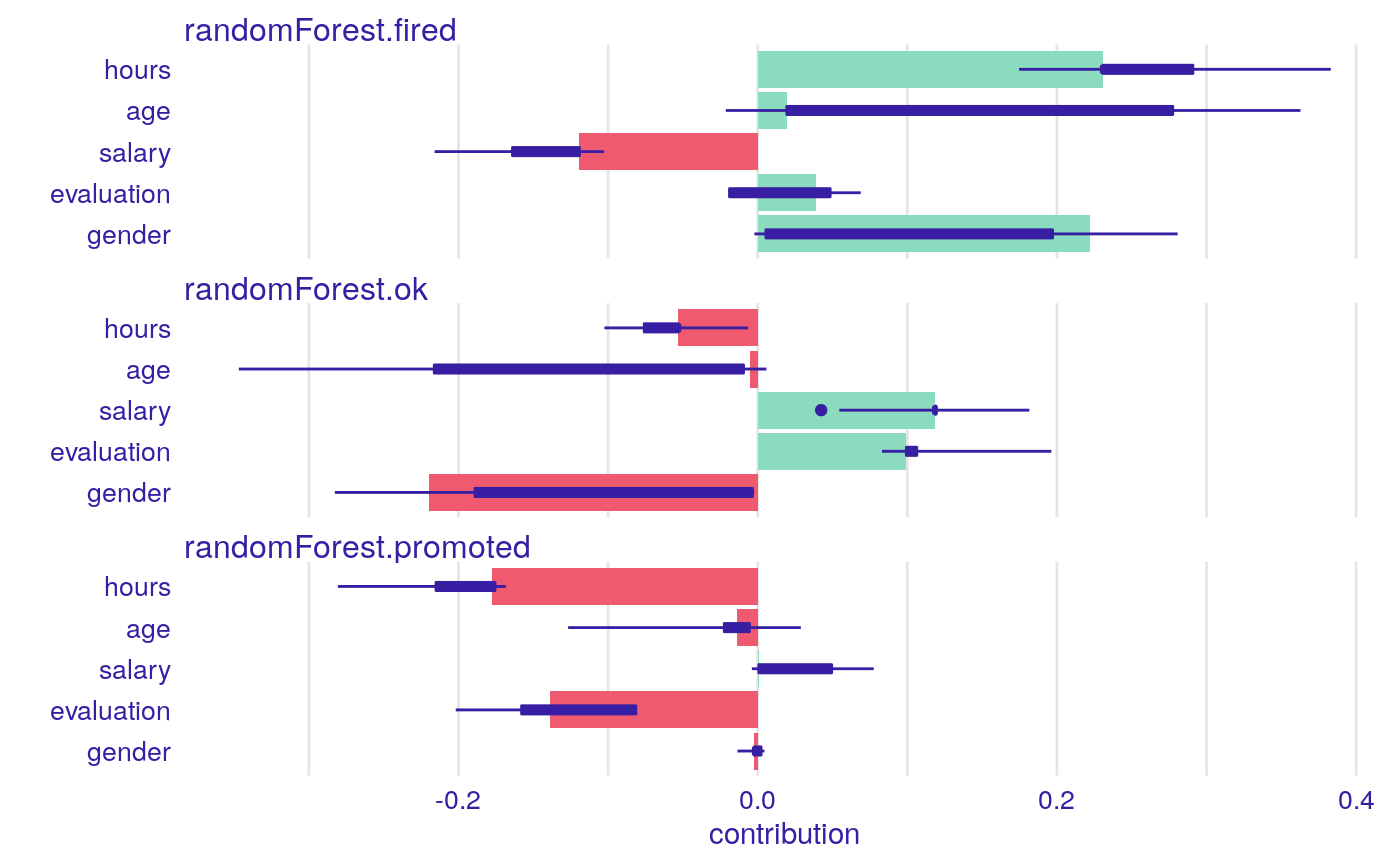 randomForest.fired
hours
age
salary
evaluation
gender
randomForest.ok
hours
age
salary
evaluation
gender
randomForest.promoted
hours
age
salary
evaluation
gender
-0.2 0.0 0.2 0.4
contribution